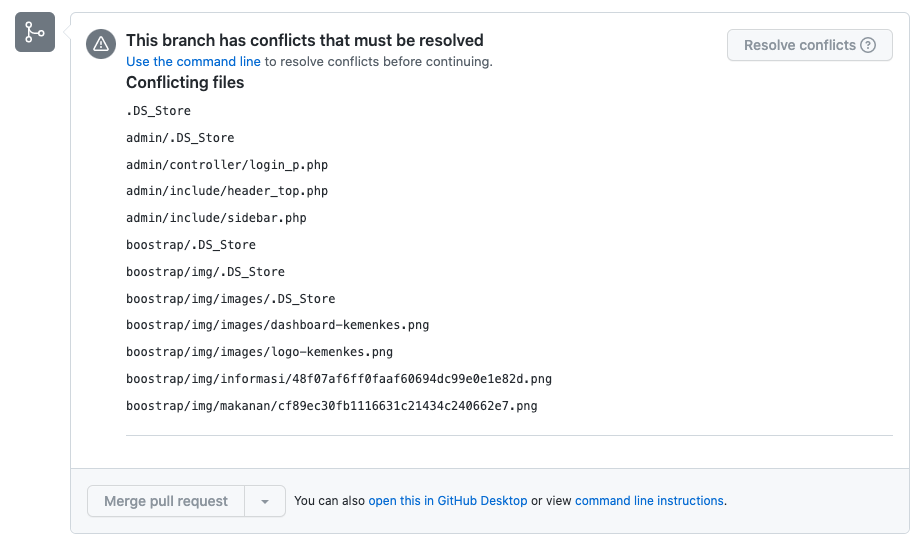 This branch has conflicts that must be resolved
Resolve conflicts
Use the command line to resolve conflicts before continuing.
Conflicting files
.DS_Store
admin/.DS_Store
admin/controller/login_p.php
admin/include/header_top.php
admin/include/sidebar.php
boostrap/.DS_Store
boostrap/img/.DS_Store
boostrap/img/images/.DS_Store
boostrap/img/images/dashboard-kemenkes.png
boostrap/img/images/logo-kemenkes.png
boostrap/img/informasi/48f07af6ff0faaf60694dc99e0e1e82d.png
boostrap/img/makanan/cf89ec30fb1116631c21434c240662e7.png
Merge pull request
You can also open this in GitHub Desktop or view command line instructions.